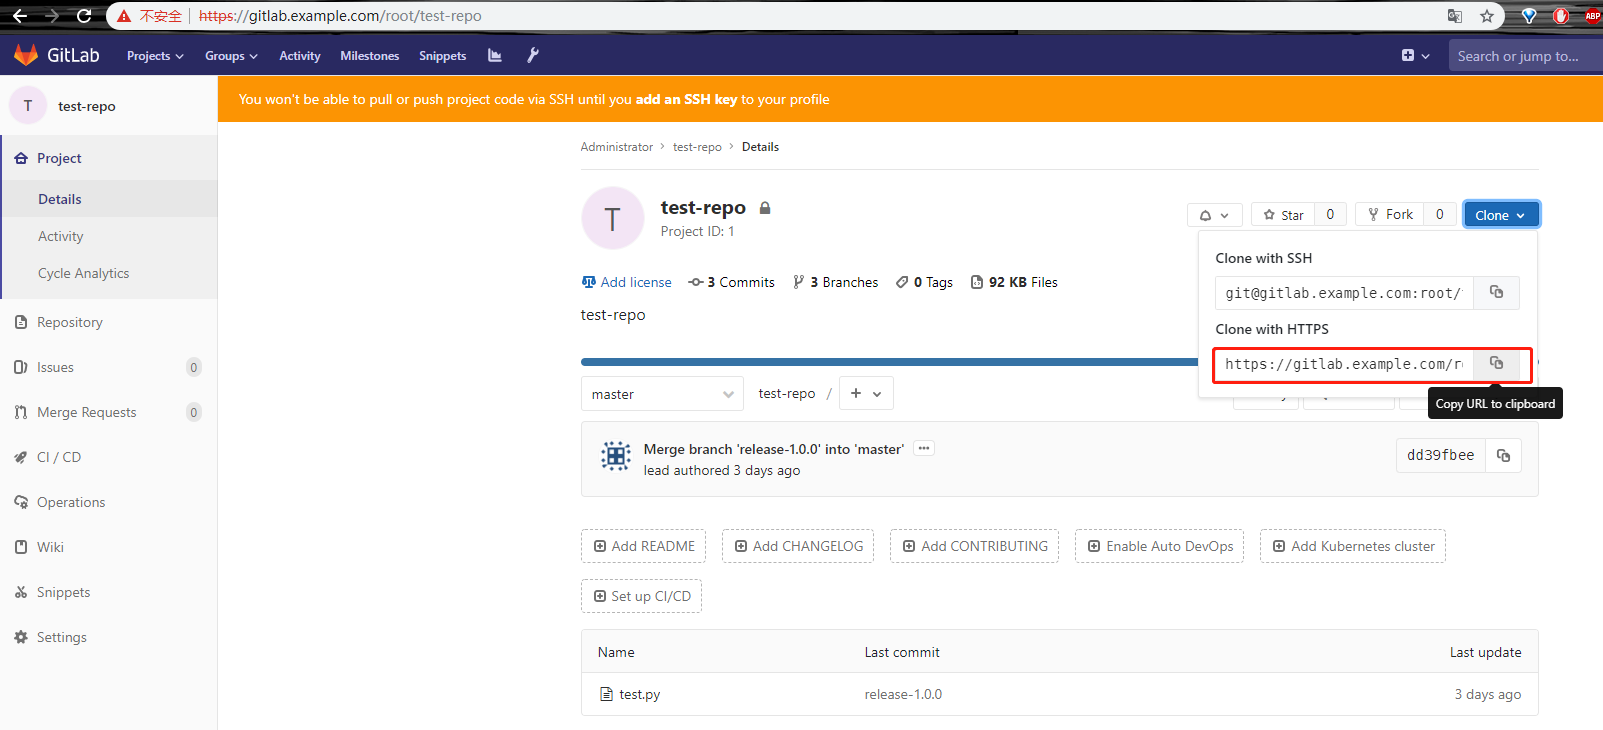 不安全 https://gitlab.example.com/root/test-repo
ABP
GitLab Projects Groups Activity Milestones Snippets Search or jump to...
T test-repo
You won't be able to pull or push project code via SSH until you add an SSH key to your profile
Project
Details
Activity
Cycle Analytics
Repository
Issues 0
Merge Requests 0
CI / CD
Operations
Wiki
Snippets
Settings
Administrator > test-repo > Details
T
test-repo
Project ID: 1
Star 0 Fork 0 Clone
Clone with SSH
git@gitlab.example.com:root/
Clone with HTTPS
https://gitlab.example.com/r
Copy URL to clipboard
Add license 3 Commits 3 Branches 0 Tags 92 KB Files
test-repo
master test-repo / +
Merge branch 'release-1.0.0' into 'master' ...
lead authored 3 days ago
dd39fbee
Add README Add CHANGELOG Add CONTRIBUTING Enable Auto DevOps Add Kubernetes cluster
Set up CI/CD
Name Last commit Last update
test.py release-1.0.0 3 days ago